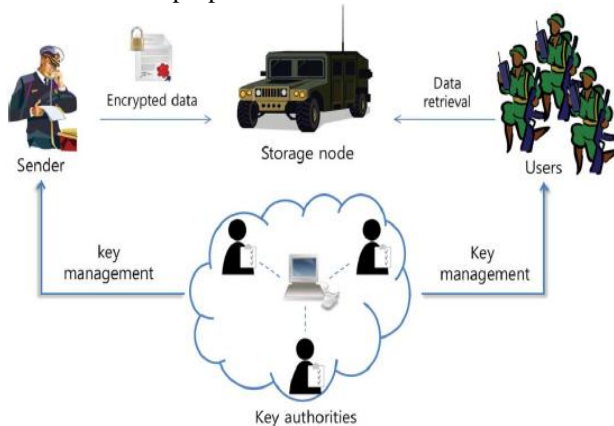 Encrypted data
Data
retrieval
Storage node
Sender
Users
key
management
Key
management
Key authorities